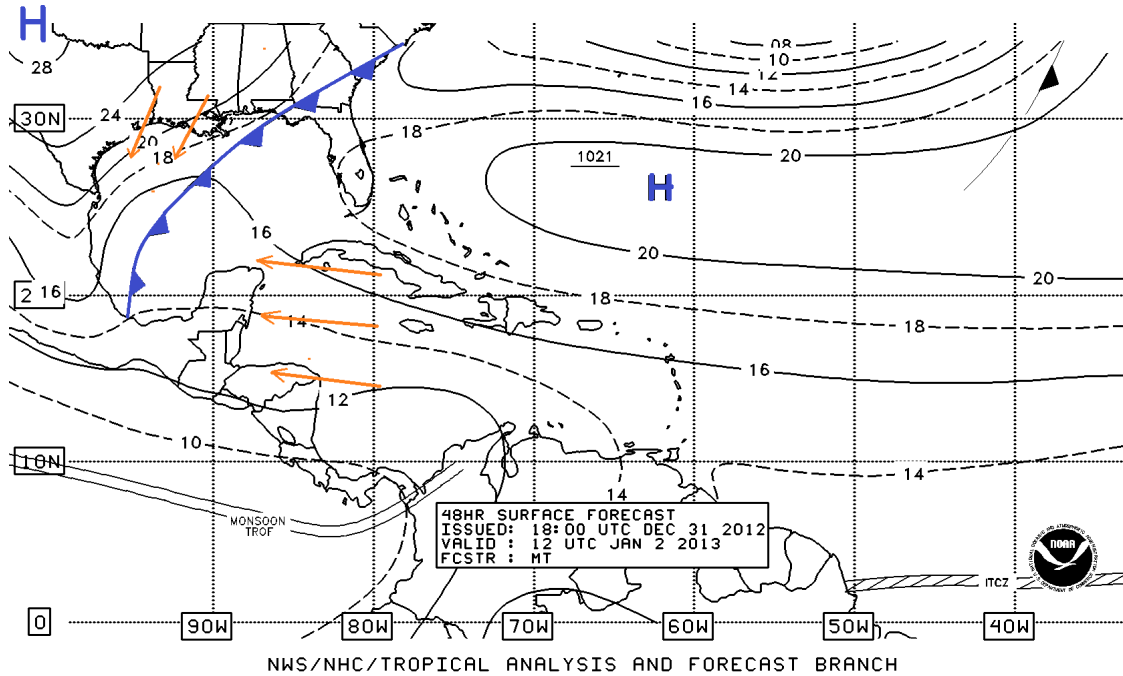 H
08
10
12
14
16
28
24
30N
18
20
18
1021
20
H
16
20
20
2 16
18
14
18
16
12
10
10N
14
14
MONSOON
TROF
48HR SURFACE FORECAST
ISSUED: 18:00 UTC DEC 31 2012
VALID : 12 UTC JAN 2 2013
FCSTR : MT
NOAA
ITCZ
0
90W
80W
70W
60W
50W
40W
NWS/NHC/TROPICAL ANALYSIS AND FORECAST BRANCH